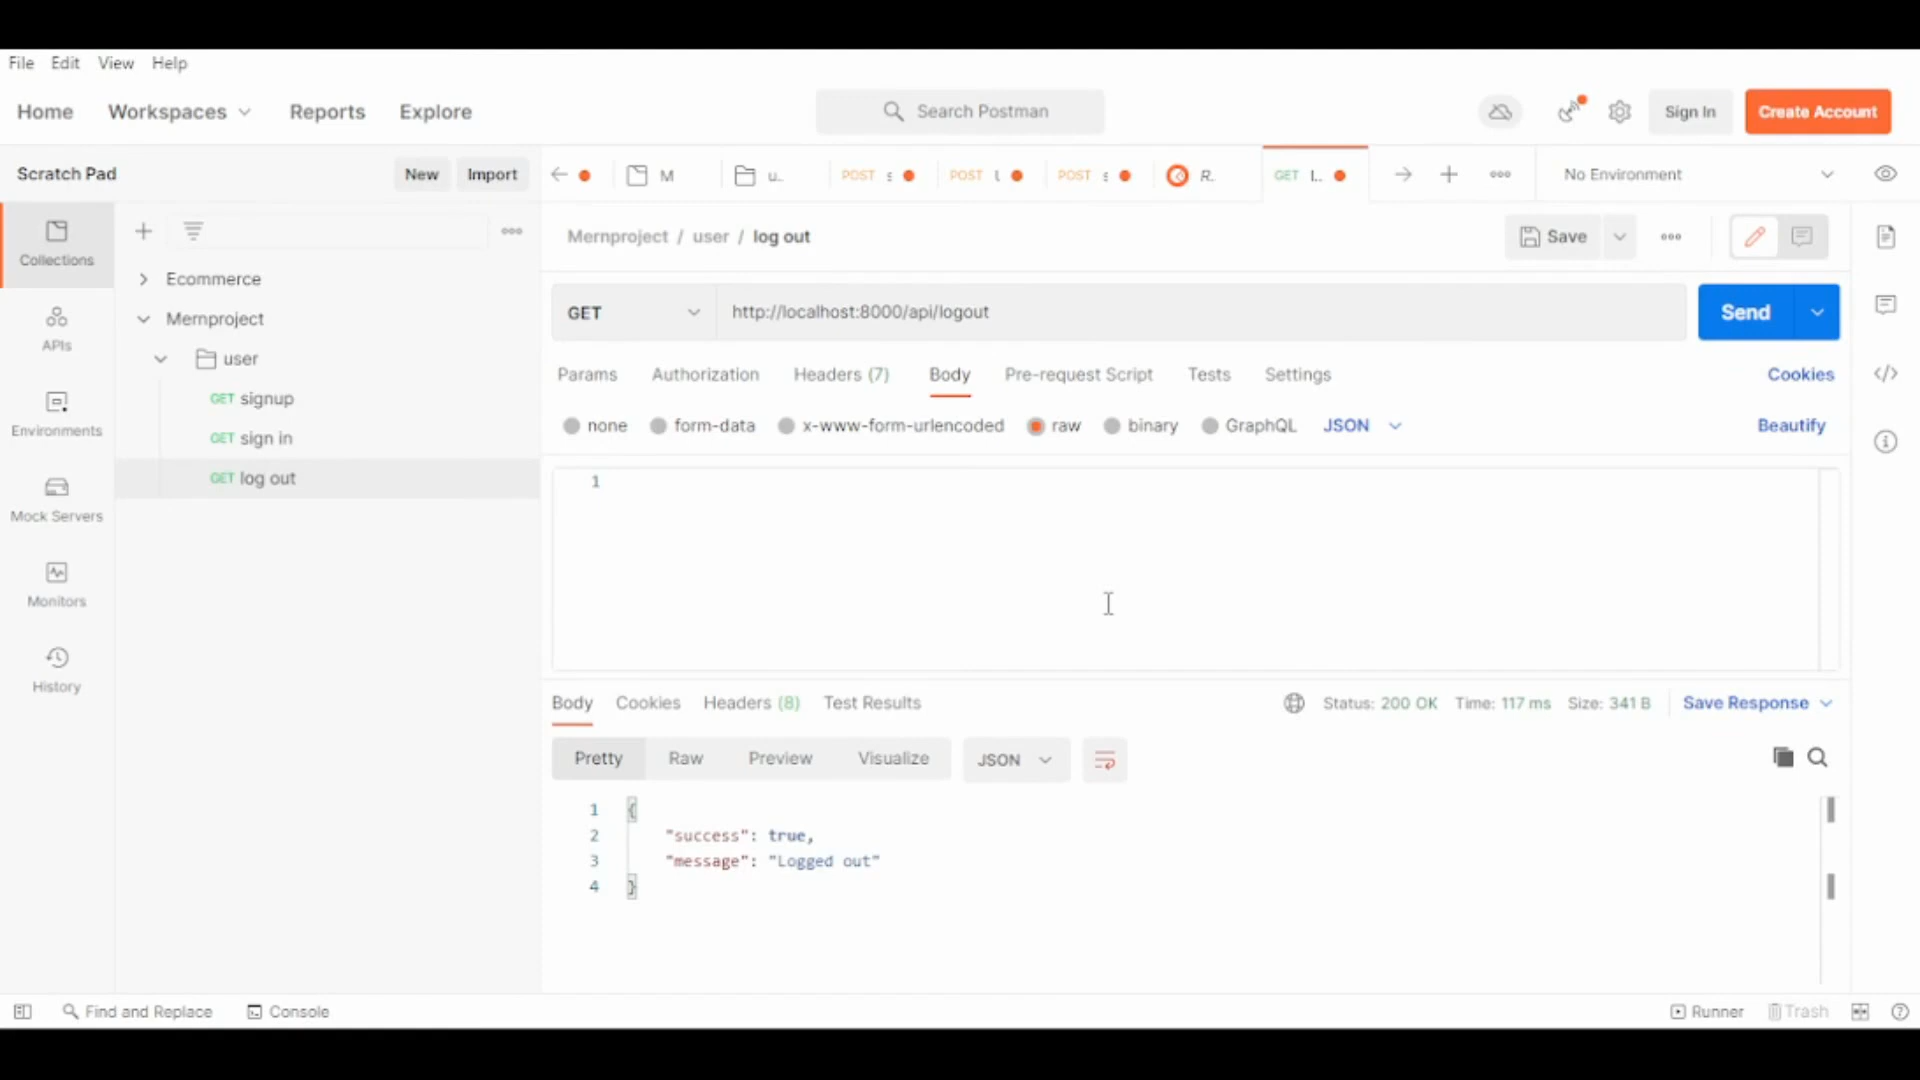 File Edit View Help
Home Workspaces Reports Explore Search Postman Sign In Create Account
Scratch Pad New Import M u.. POST s POST l POST s R. GET l.. No Environment
Mernproject / user / log out Save
Collections
Ecommerce
Mernproject
user
GET signup
GET sign in
GET log out
APIs
Environments
Mock Servers
Monitors
History
GET http://localhost:8000/api/logout Send
Params Authorization Headers (7) Body Pre-request Script Tests Settings Cookies
none form-data x-www-form-urlencoded raw binary GraphQL JSON Beautify
1
Body Cookies Headers (8) Test Results Status: 200 OK Time: 117 ms Size: 341 B Save Response
Pretty Raw Preview Visualize JSON
1 {
2 "success": true,
3 "message": "Logged out"
4 }
Find and Replace Console Runner Trash